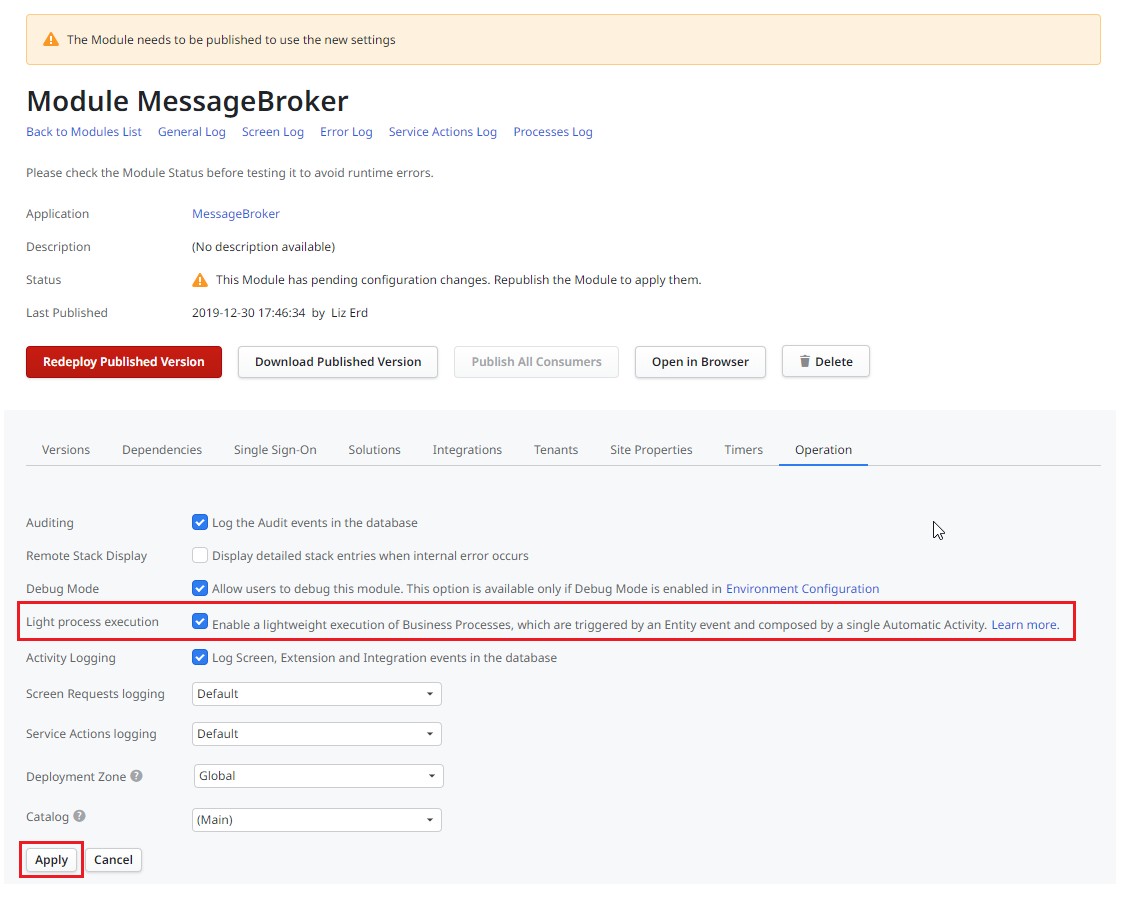 The Module needs to be published to use the new settings
Module MessageBroker
Back to Modules List General Log Screen Log Error Log Service Actions Log Processes Log
Please check the Module Status before testing it to avoid runtime errors.
Application MessageBroker
Description (No description available)
Status This Module has pending configuration changes. Republish the Module to apply them.
Last Published 2019-12-30 17:46:34 by Liz Erd
Redeploy Published Version Download Published Version Publish All Consumers Open in Browser Delete
Versions Dependencies Single Sign-On Solutions Integrations Tenants Site Properties Timers Operation
Auditing Log the Audit events in the database
Remote Stack Display Display detailed stack entries when internal error occurs
Debug Mode Allow users to debug this module. This option is available only if Debug Mode is enabled in Environment Configuration
Light process execution Enable a lightweight execution of Business Processes, which are triggered by an Entity event and composed by a single Automatic Activity. Learn more.
Activity Logging Log Screen, Extension and Integration events in the database
Screen Requests logging Default
Service Actions logging Default
Deployment Zone ? Global
Catalog ? (Main)
Apply Cancel